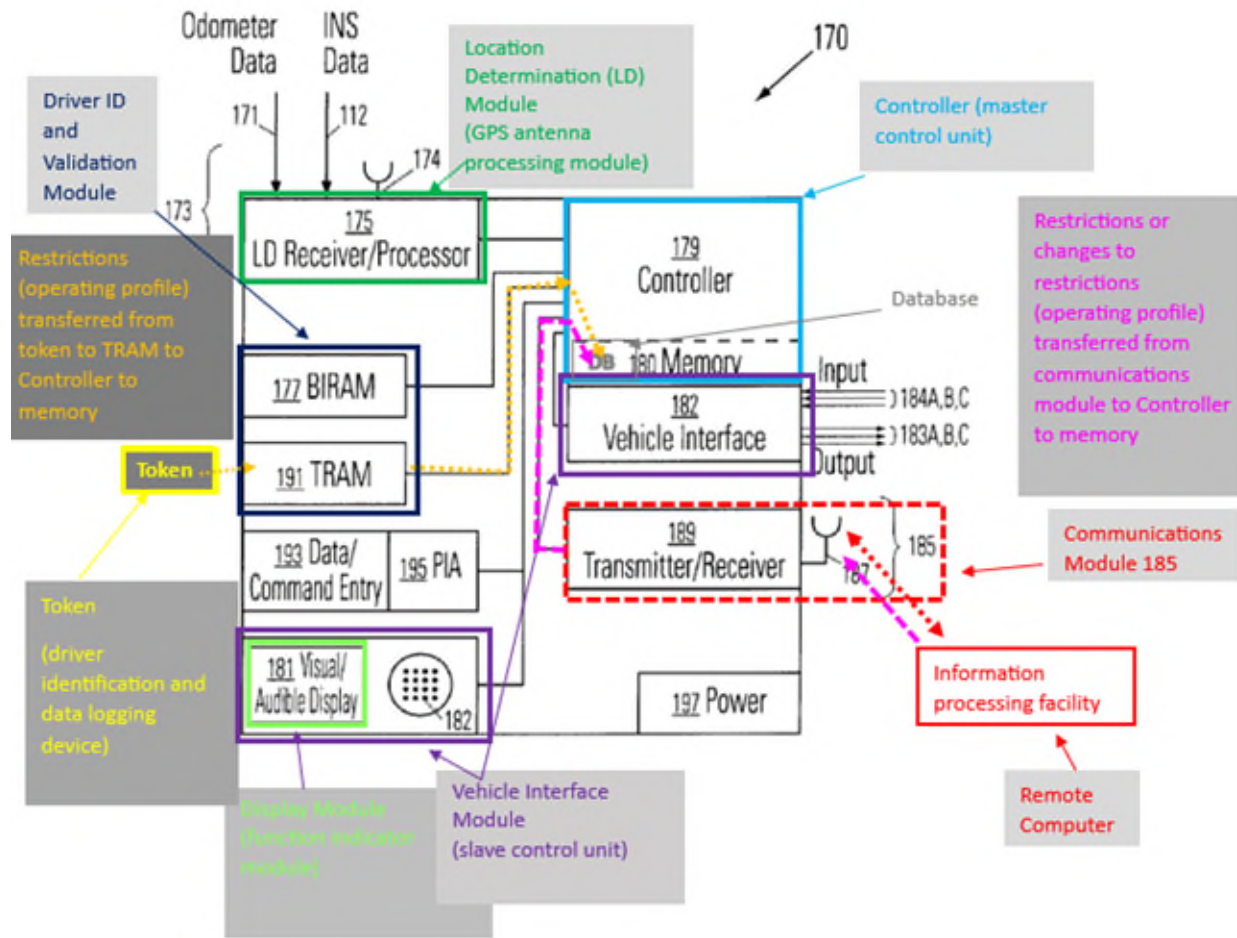 Odometer
Data
INS
Data
171
112
174
173
170
Location
Determination (LD)
Module
(GPS antenna
processing module)
Driver ID
and
Validation
Module
Controller (master
control unit)
175
LD Receiver/Processor
179
Controller
Database
DB
180 Memory
Restrictions
(operating profile)
transferred from
token to TRAM to
Controller to
memory
Restrictions or
changes to
restrictions
(operating profile)
transferred from
communications
module to Controller
to memory
177 BIRAM
191 TRAM
Token
182
Vehicle Interface
Input
184A,B,C
183A,B,C
Output
193 Data/
Command Entry
195 PIA
189
Transmitter/Receiver
187
185
Communications
Module 185
Token
(driver
identification and
data logging
device)
181 Visual/
Audible Display
182
197 Power
Information
processing facility
Display Module
(function indicator
module)
Vehicle Interface
Module
(slave control unit)
Remote
Computer